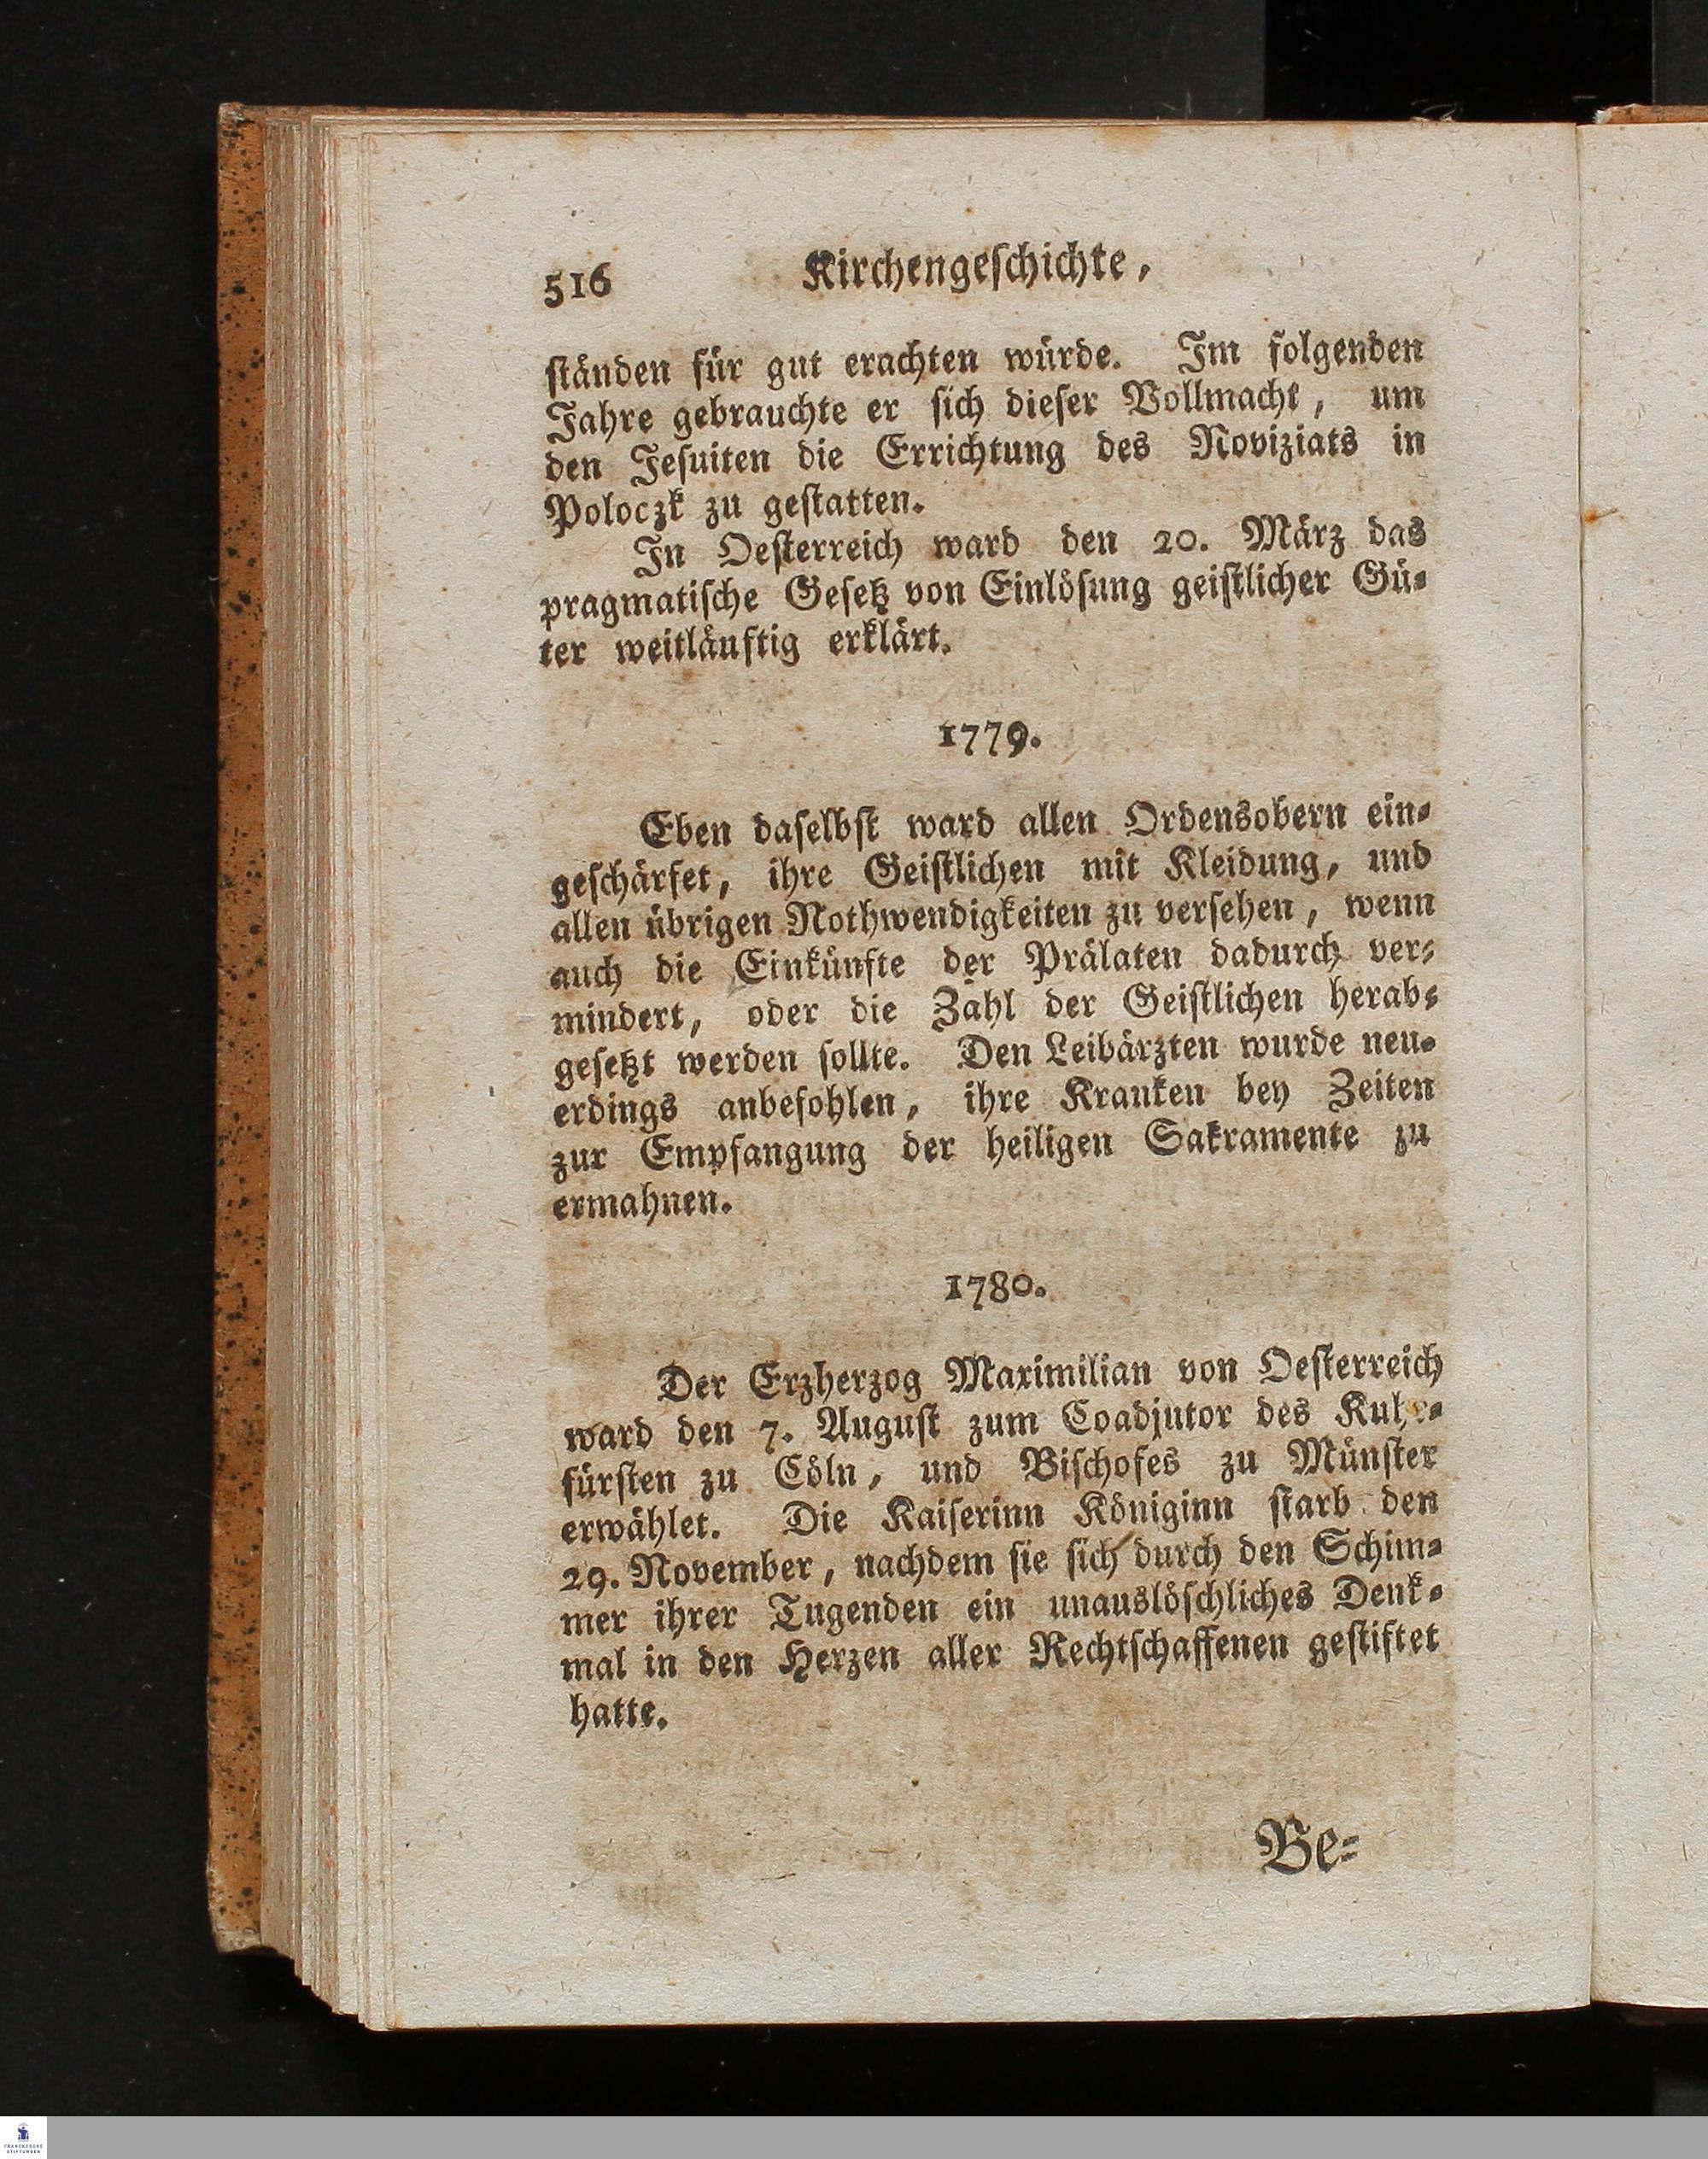 516 Kirchengeschichte,
ständen für gut erachten würde. Im folgenden
Jahre gebrauchte er sich dieser Vollmacht, um
den Jesuiten die Errichtung des Noviziats in
Poloczk zu gestatten.
In Oesterreich ward den 20. März das
pragmatische Gesetz von Einlösung geistlicher Gü-
ter weitläuftig erklärt.
1779.
Eben daselbst ward allen Ordensobern ein-
geschärfet, ihre Geistlichen mit Kleidung, und
allen übrigen Nothwendigkeiten zu versehen, wenn
auch die Einkünfte der Prälaten dadurch ver-
mindert, oder die Zahl der Geistlichen herab-
gesetzt werden sollte. Den Leibärzten wurde neu-
erdings anbefohlen, ihre Kranken bey Zeiten
zur Empfangung der heiligen Sakramente zu
ermahnen.
1780.
Der Erzherzog Maximilian von Oesterreich
ward den 7. August zum Coadjutor des Kuhr-
fürsten zu Cöln, und Bischofes zu Münster
erwählet. Die Kaiserinn Königinn starb den
29. November, nachdem sie sich durch den Schim-
mer ihrer Tugenden ein unauslöschliches Denk-
mal in den Herzen aller Rechtschaffenen gestiftet
hatte.
Be-
FRANCKESCHE
STIFTUNGEN